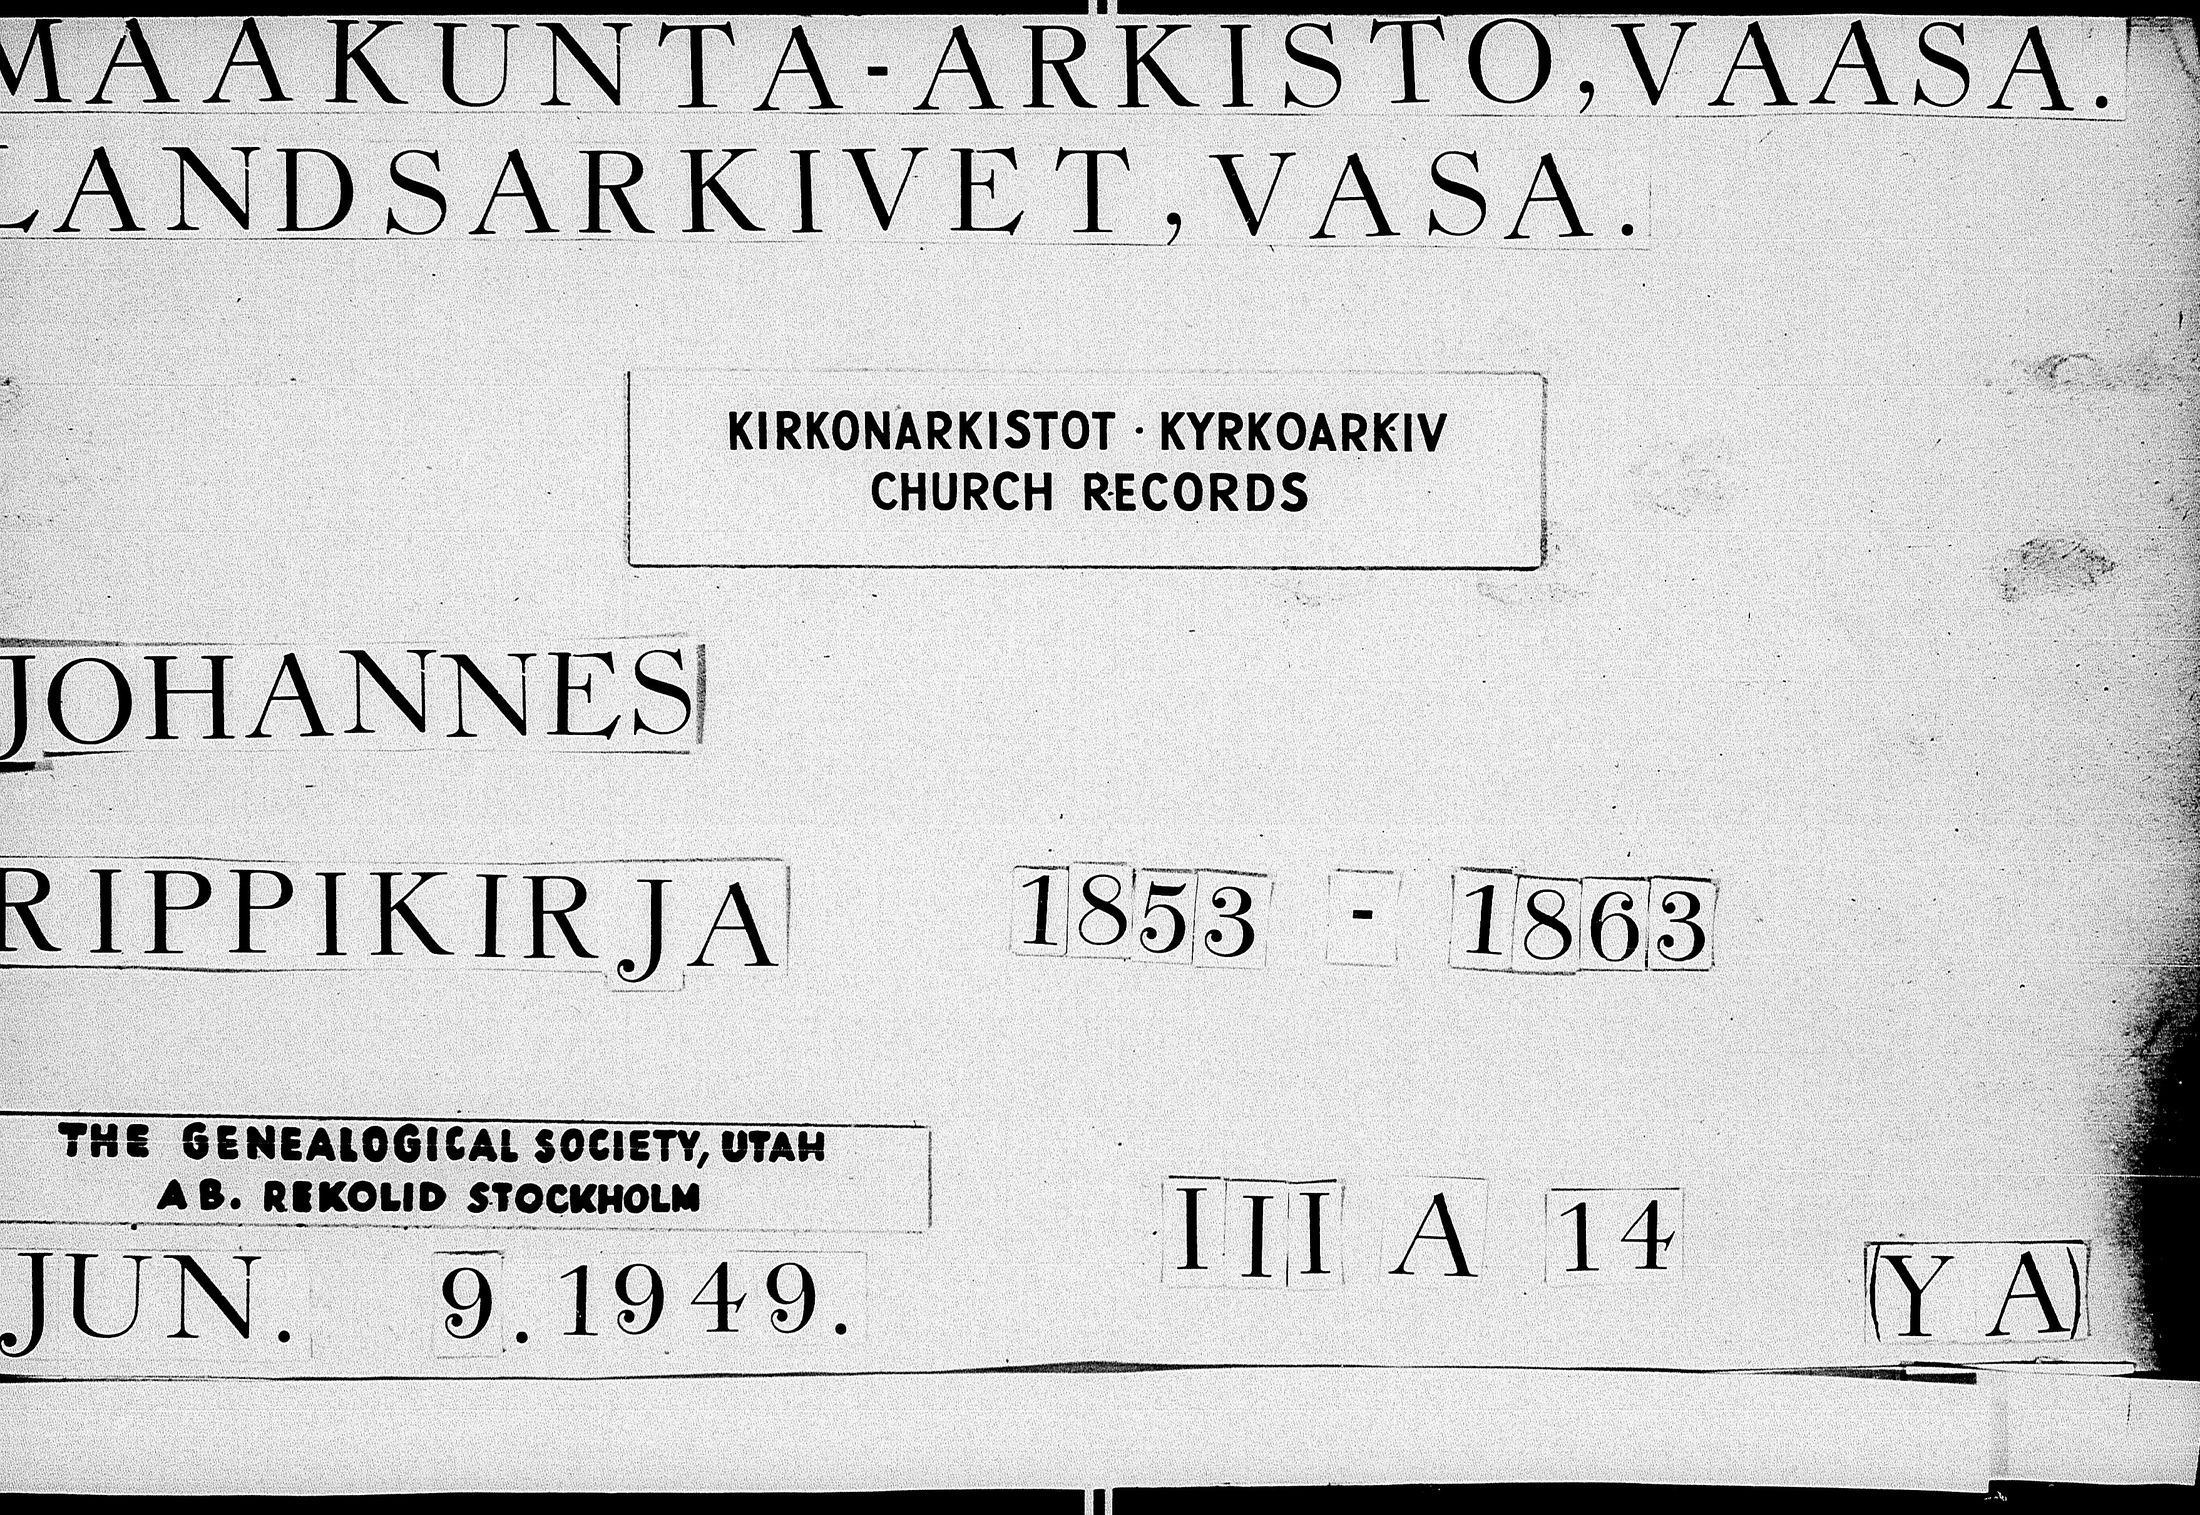 MAAKUNTA-ARKISTO, VAASA.
LANDSARKIVET, VASA.
KIRKONARKISTOT · KYRKOARKIV
CHURCH RECORDS
JOHANNES
RIPPIKIRJA 1853 - 1863
THE GENEALOGICAL SOCIETY, UTAH
AB. REKOLID STOCKHOLM
III A 14
JUN. 9. 1949.
(Y A)